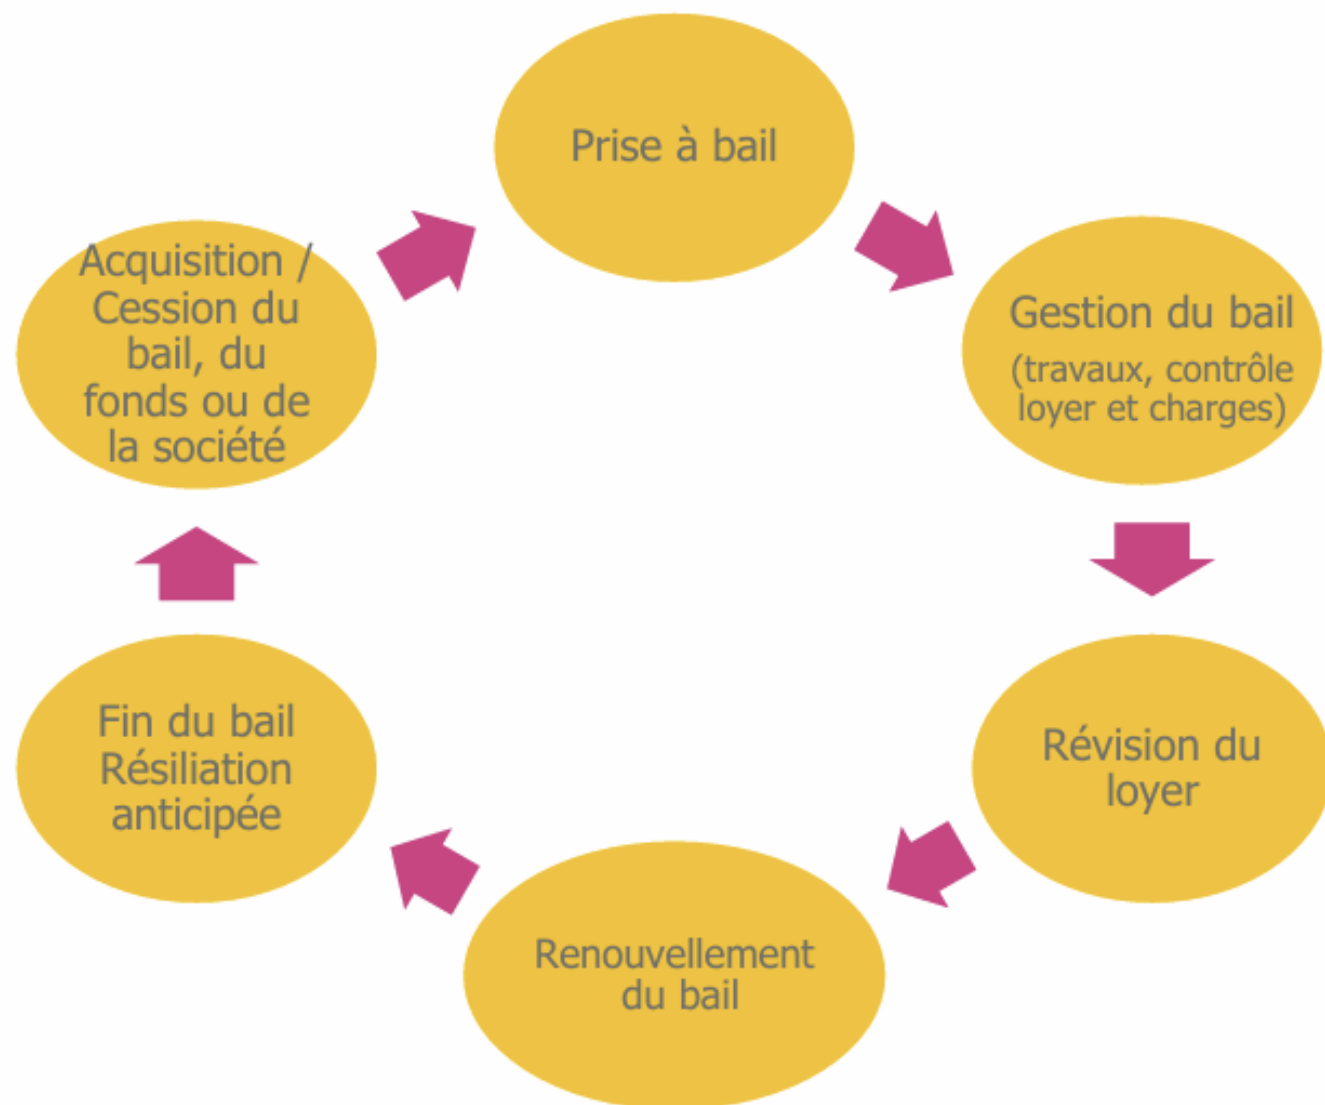 Prise à bail
Gestion du bail
(travaux, contrôle
loyer et charges)
Révision du
loyer
Renouvellement
du bail
Fin du bail
Résiliation
anticipée
Acquisition /
Cession du
bail, du
fonds ou de
la société